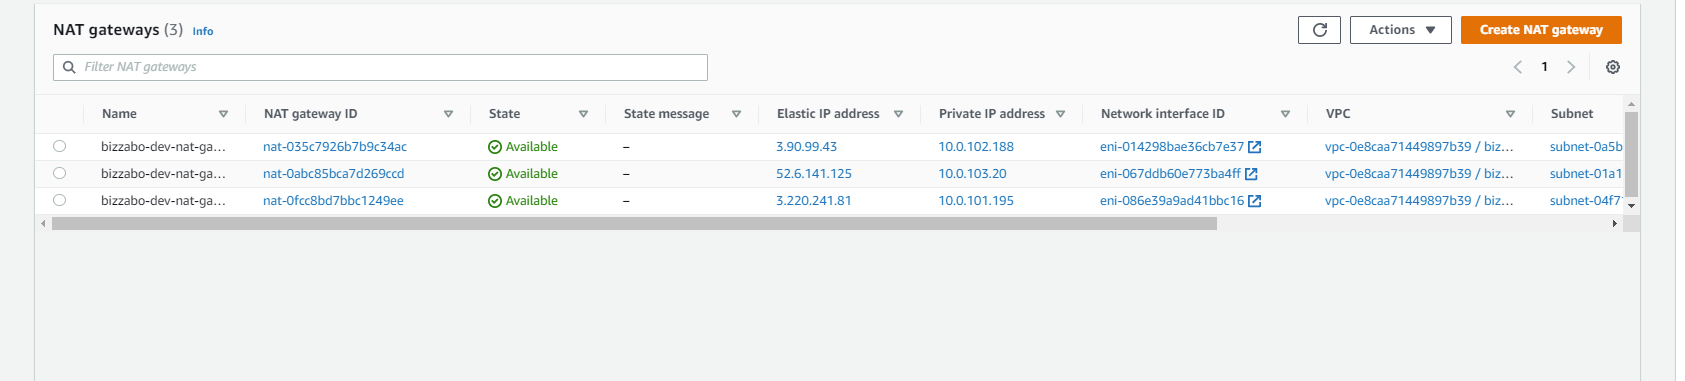 NAT gateways (3) Info
Actions
Create NAT gateway
Filter NAT gateways
1
Name NAT gateway ID State State message Elastic IP address Private IP address Network interface ID VPC Subnet
bizzabo-dev-nat-ga... nat-035c7926b7b9c34ac Available – 3.90.99.43 10.0.102.188 eni-014298bae36cb7e37 vpc-0e8caa71449897b39 / biz... subnet-0a5b
bizzabo-dev-nat-ga... nat-0abc85bca7d269ccd Available – 52.6.141.125 10.0.103.20 eni-067ddb60e773ba4ff vpc-0e8caa71449897b39 / biz... subnet-01a1
bizzabo-dev-nat-ga... nat-0fcc8bd7bbc1249ee Available – 3.220.241.81 10.0.101.195 eni-086e39a9ad41bbc16 vpc-0e8caa71449897b39 / biz... subnet-04f7